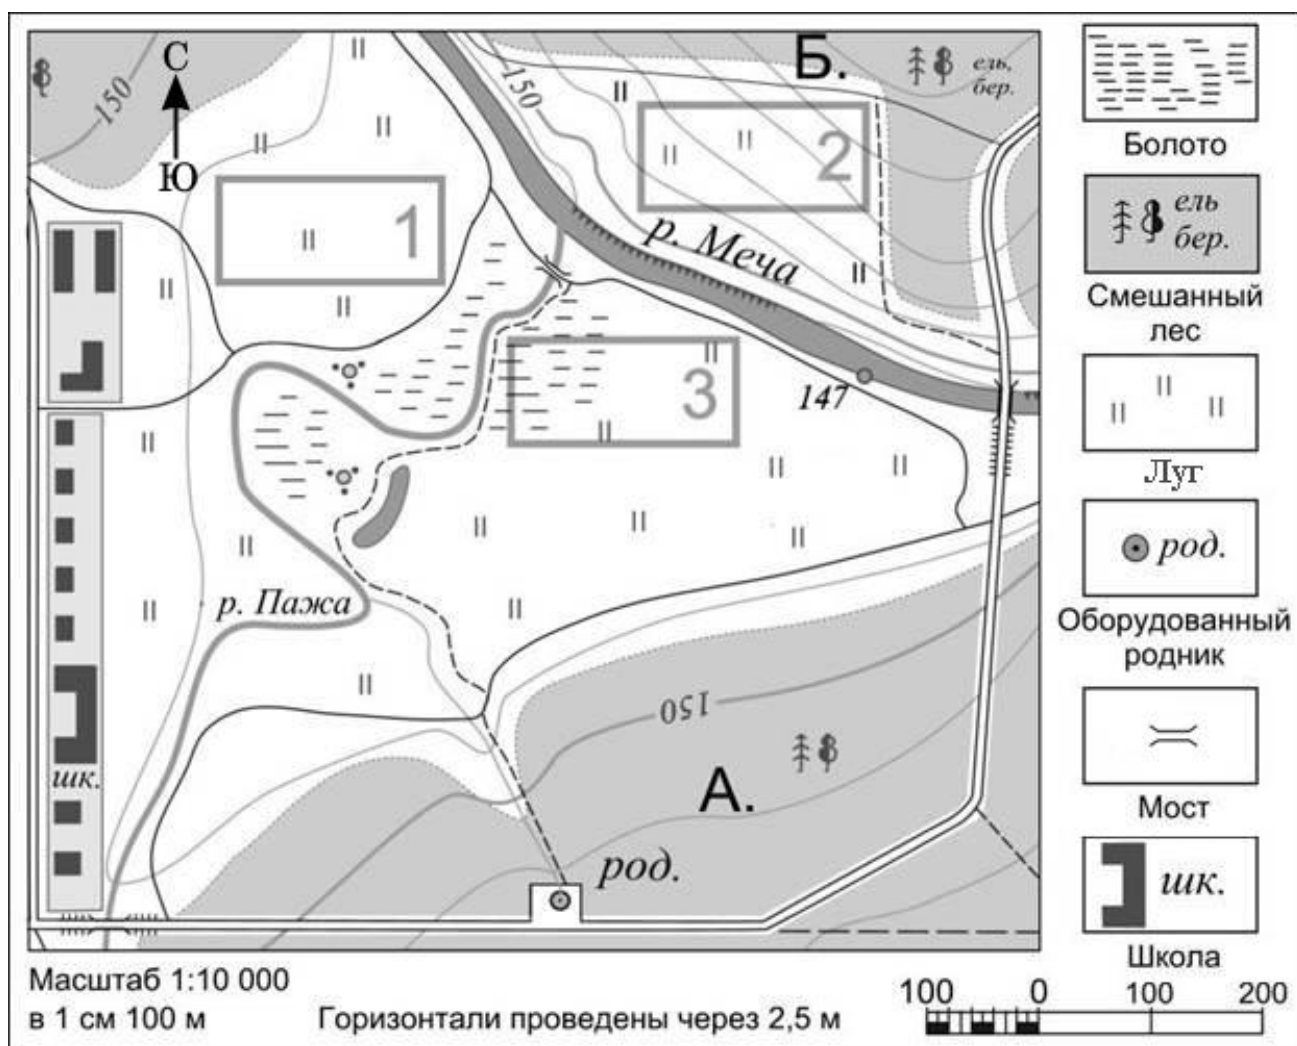 С
Ю
150
150
Б.
ель,
бер.
1
2
3
р. Меча
147
р. Пажа
150
А.
род.
шк.
Болото
ель
бер.
Смешанный
лес
Луг
род.
Оборудованный
родник
Мост
шк.
Школа
Масштаб 1:10 000
в 1 см 100 м
Горизонтали проведены через 2,5 м
100 0 100 200